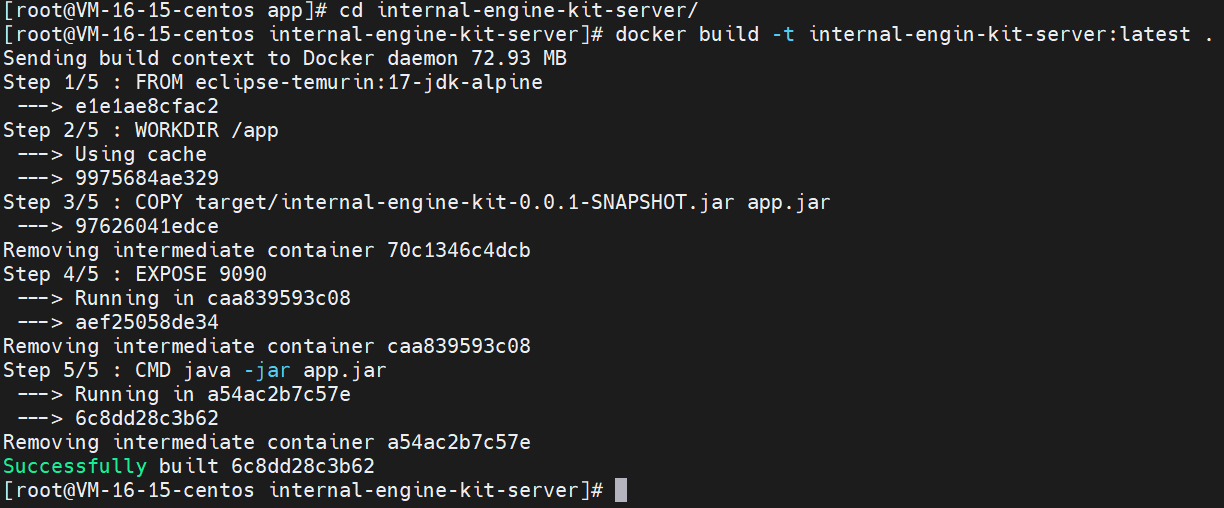 [root@VM-16-15-centos app]# cd internal-engine-kit-server/
[root@VM-16-15-centos internal-engine-kit-server]# docker build -t internal-engin-kit-server:latest .
Sending build context to Docker daemon 72.93 MB
Step 1/5 : FROM eclipse-temurin:17-jdk-alpine
 ---> e1e1ae8cfac2
Step 2/5 : WORKDIR /app
 ---> Using cache
 ---> 9975684ae329
Step 3/5 : COPY target/internal-engine-kit-0.0.1-SNAPSHOT.jar app.jar
 ---> 97626041edce
Removing intermediate container 70c1346c4dcb
Step 4/5 : EXPOSE 9090
 ---> Running in caa839593c08
 ---> aef25058de34
Removing intermediate container caa839593c08
Step 5/5 : CMD java -jar app.jar
 ---> Running in a54ac2b7c57e
 ---> 6c8dd28c3b62
Removing intermediate container a54ac2b7c57e
Successfully built 6c8dd28c3b62
[root@VM-16-15-centos internal-engine-kit-server]#